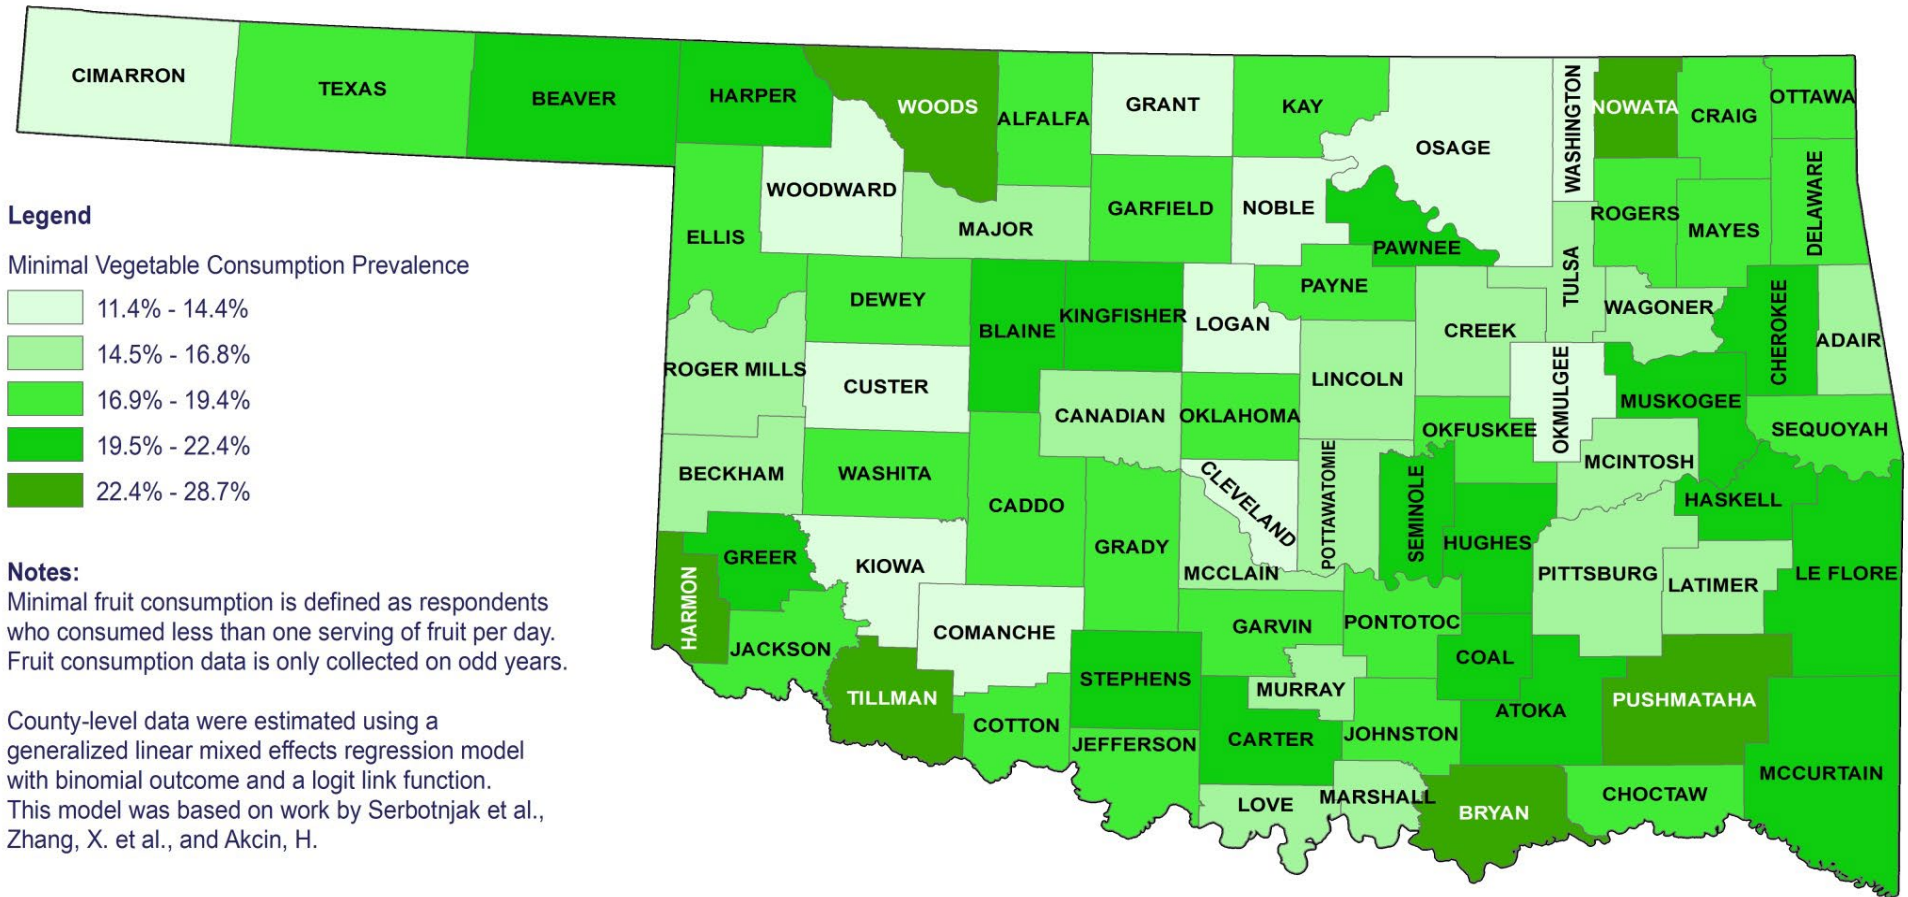 CIMARRON
TEXAS
BEAVER
HARPER
WOODS
ALFALFA
GRANT
KAY
OSAGE
WASHINGTON
NOWATA
CRAIG
OTTAWA
WOODWARD
MAJOR
GARFIELD
NOBLE
PAWNEE
TULSA
ROGERS
MAYES
DELAWARE
ELLIS
DEWEY
BLAINE
KINGFISHER
LOGAN
PAYNE
CREEK
WAGONER
CHEROKEE
ADAIR
ROGER MILLS
CUSTER
CANADIAN
OKLAHOMA
LINCOLN
OKFUSKEE
OKMULGEE
MUSKOGEE
SEQUOYAH
BECKHAM
WASHITA
CADDO
GRADY
CLEVELAND
POTTAWATOMIE
SEMINOLE
HUGHES
MCINTOSH
HASKELL
GREER
KIOWA
MCCLAIN
PITTSBURG
LATIMER
LE FLORE
HARMON
JACKSON
COMANCHE
GARVIN
PONTOTOC
COAL
TILLMAN
COTTON
STEPHENS
MURRAY
JOHNSTON
ATOKA
PUSHMATAHA
JEFFERSON
CARTER
LOVE
MARSHALL
BRYAN
CHOCTAW
MCCURTAIN
Legend
Minimal Vegetable Consumption Prevalence
11.4% - 14.4%
14.5% - 16.8%
16.9% - 19.4%
19.5% - 22.4%
22.4% - 28.7%
Notes:
Minimal fruit consumption is defined as respondents
who consumed less than one serving of fruit per day.
Fruit consumption data is only collected on odd years.
County-level data were estimated using a
generalized linear mixed effects regression model
with binomial outcome and a logit link function.
This model was based on work by Serbotnjak et al.,
Zhang, X. et al., and Akcin, H.